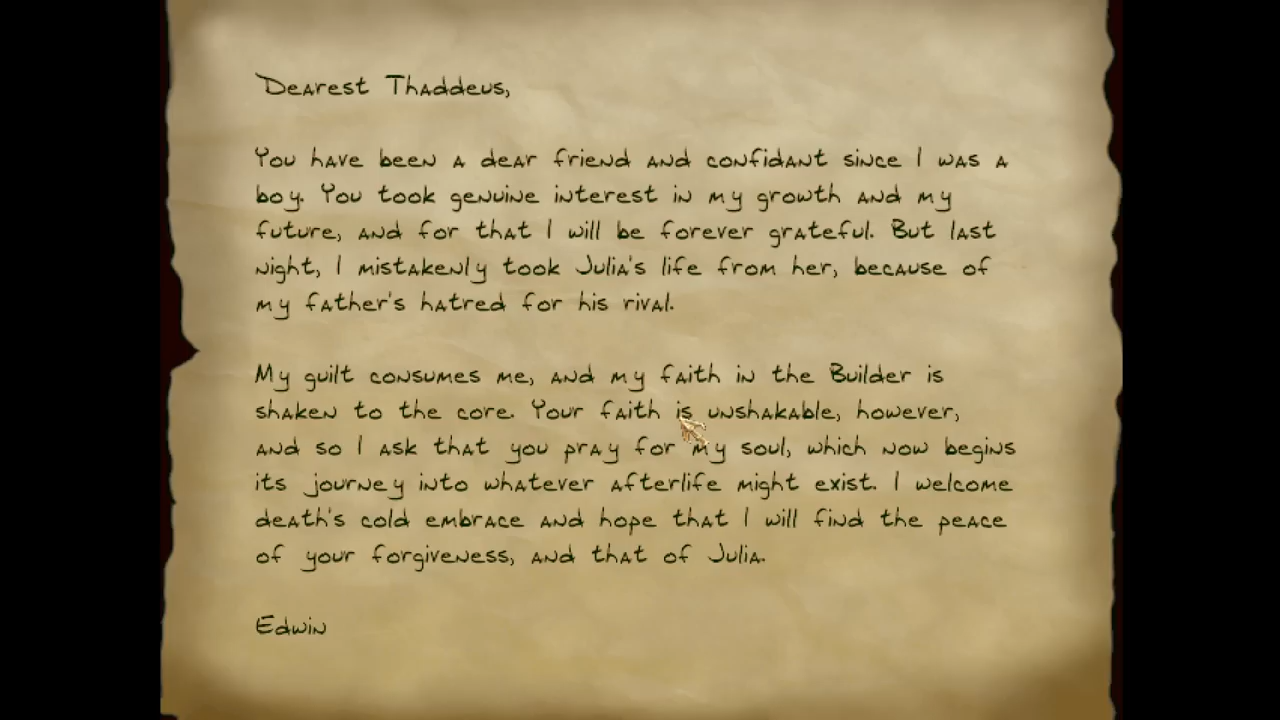 Dearest Thaddeus,
You have been a dear friend and confidant since I was a
boy. You took genuine interest in my growth and my
future, and for that I will be forever grateful. But last
night, I mistakenly took Julia's life from her, because of
my father's hatred for his rival.
My guilt consumes me, and my faith in the Builder is
shaken to the core. Your faith is unshakable, however,
and so I ask that you pray for my soul, which now begins
its journey into whatever afterlife might exist. I welcome
death's cold embrace and hope that I will find the peace
of your forgiveness, and that of Julia.
Edwin